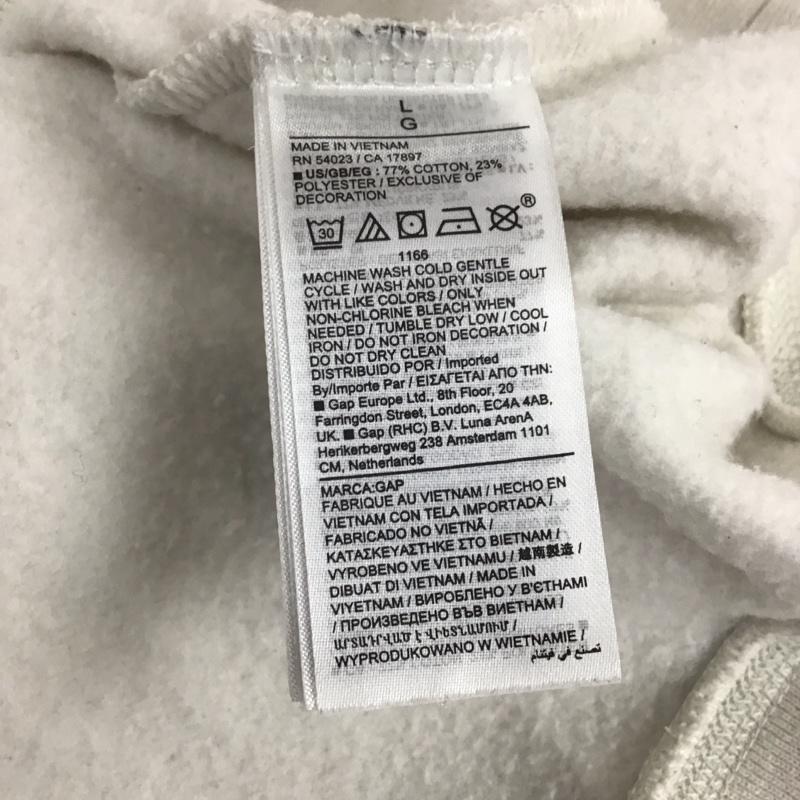 L
G
MADE IN VIETNAM
RN 54023 / CA 17897
■ US/GB/EG : 77% COTTON, 23%
POLYESTER / EXCLUSIVE OF
DECORATION
30 ®
1166
MACHINE WASH COLD GENTLE
CYCLE / WASH AND DRY INSIDE OUT
WITH LIKE COLORS / ONLY
NON-CHLORINE BLEACH WHEN
NEEDED / TUMBLE DRY LOW / COOL
IRON / DO NOT IRON DECORATION /
DO NOT DRY CLEAN
DISTRIBUIDO POR / Imported
By/Importe Par / ΕΙΣΑΓΕΤΑΙ ΑΠΟ ΤΗΝ:
■ Gap Europe Ltd., 8th Floor, 20
Farringdon Street, London, EC4A 4AB,
UK. ■ Gap (RHC) B.V. Luna ArenA
Herikerbergweg 238 Amsterdam 1101
CM, Netherlands
MARCA:GAP
FABRIQUE AU VIETNAM / HECHO EN
VIETNAM CON TELA IMPORTADA /
FABRICADO NO VIETNÃ /
ΚΑΤΑΣΚΕΥΑΣΤΗΚΕ ΣΤΟ ΒΙΕΤΝΑΜ /
VYROBENO VE VIETNAMU / 越南製造 /
DIBUAT DI VIETNAM / MADE IN
VIYETNAM / ВИРОБЛЕНО У В'ЄТНАМІ
/ ПРОИЗВЕДЕНО ВЪВ ВИЕТНАМ /
ԱՐՏԱԴՐՎԱԾ Է ՎԻԵՏՆԱՄՈՒՄ /
WYPRODUKOWANO W WIETNAMIE /
تصنع في فيتنام